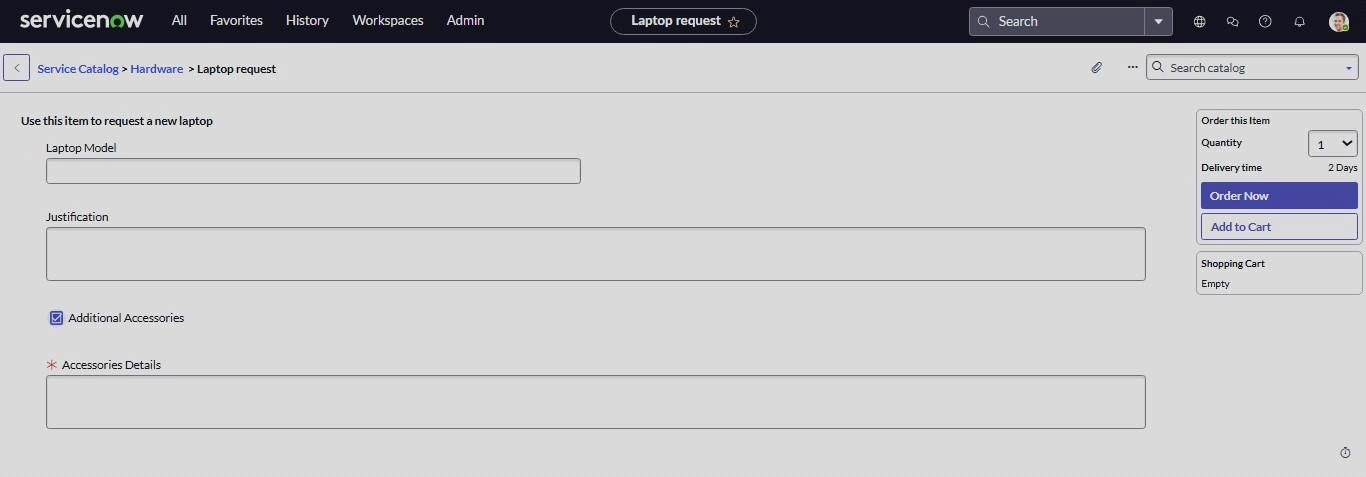 servicenow All Favorites History Workspaces Admin Laptop request Search
Service Catalog > Hardware > Laptop request Search catalog
Use this item to request a new laptop
Laptop Model
Justification
Additional Accessories
* Accessories Details
Order this Item
Quantity 1
Delivery time 2 Days
Order Now
Add to Cart
Shopping Cart
Empty